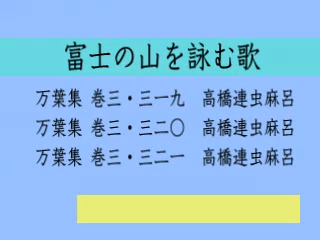 富士の山を詠む歌
万葉集 巻三・三一九 高橋連虫麻呂
万葉集 巻三・三二〇 高橋連虫麻呂
万葉集 巻三・三二一 高橋連虫麻呂